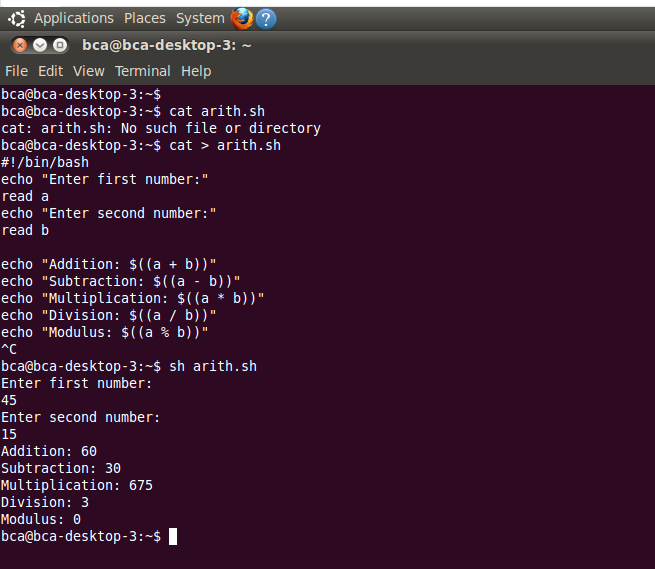 Applications Places System
bca@bca-desktop-3: ~
File Edit View Terminal Help
bca@bca-desktop-3:~$
bca@bca-desktop-3:~$ cat arith.sh
cat: arith.sh: No such file or directory
bca@bca-desktop-3:~$ cat > arith.sh
#!/bin/bash
echo "Enter first number:"
read a
echo "Enter second number:"
read b

echo "Addition: $((a + b))"
echo "Subtraction: $((a - b))"
echo "Multiplication: $((a * b))"
echo "Division: $((a / b))"
echo "Modulus: $((a % b))"
^C
bca@bca-desktop-3:~$ sh arith.sh
Enter first number:
45
Enter second number:
15
Addition: 60
Subtraction: 30
Multiplication: 675
Division: 3
Modulus: 0
bca@bca-desktop-3:~$